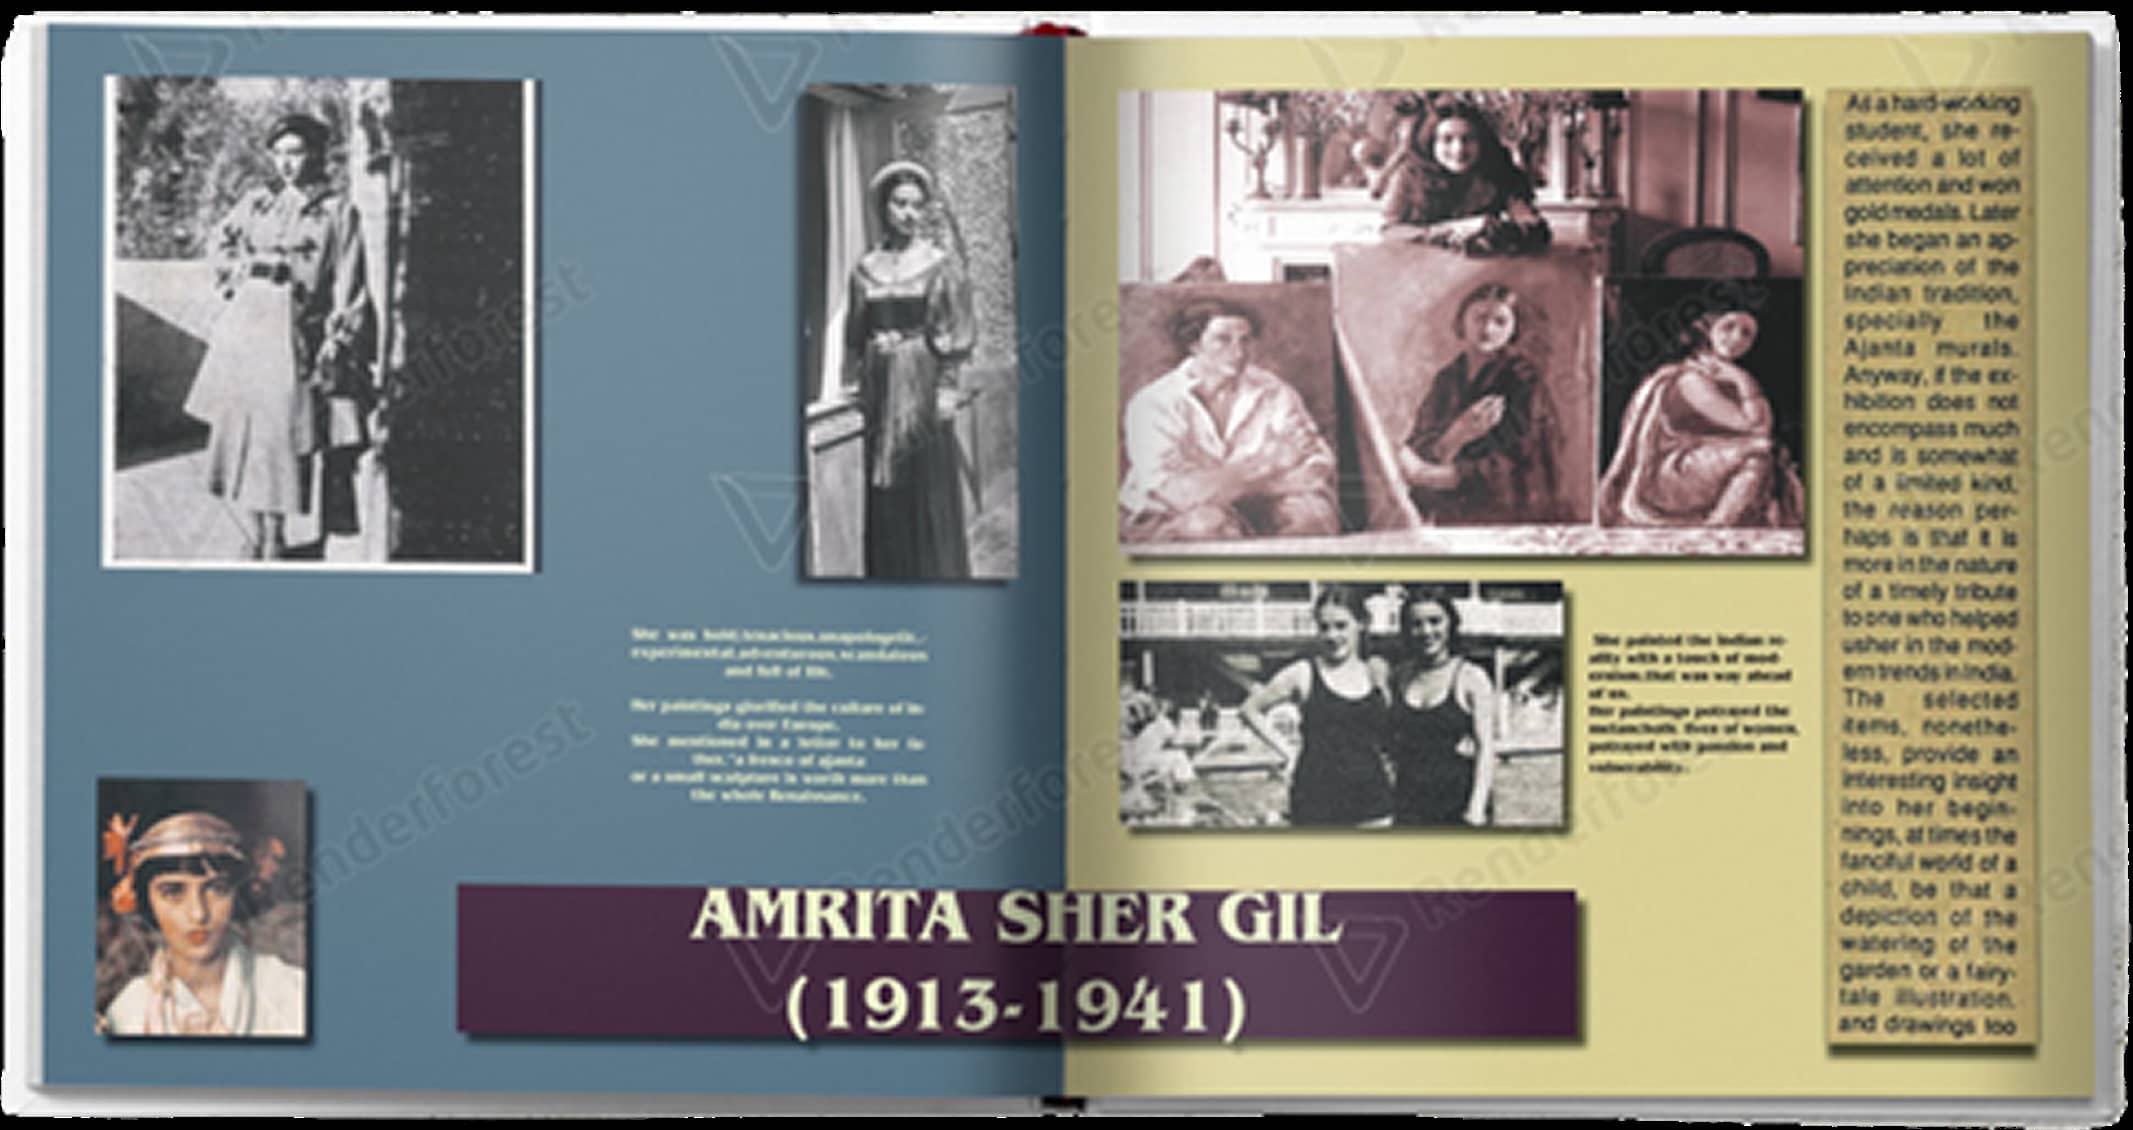 She was bold, tenacious, unapologetic,
experimental, adventurous, scandalous
and full of life.
Her paintings glorified the culture of In-
dia over Europe.
She mentioned in a letter to her fa-
ther, "a fresco of ajanta
or a small sculpture is worth more than
the whole Renaissance.
AMRITA SHER GIL
(1913-1941)
She painted the Indian re-
ality with a touch of mod-
ernism, that was way ahead
of us.
Her paintings potrayed the
melancholic lives of women,
potrayed with passion and
vulnerability.
As a hard-working
student, she re-
ceived a lot of
attention and won
gold medals. Later
she began an ap-
preciation of the
Indian tradition,
specially the
Ajanta murals.
Anyway, if the ex-
hibition does not
encompass much
and is somewhat
of a limited kind,
the reason per-
haps is that it is
more in the nature
of a timely tribute
to one who helped
usher in the mod-
ern trends in India.
The selected
items, nonethe-
less, provide an
interesting insight
into her begin-
nings, at times the
fanciful world of a
child, be that a
depiction of the
watering of the
garden or a fairy-
tale illustration,
and drawings too
Renderforest
Renderforest
Renderforest
Renderforest